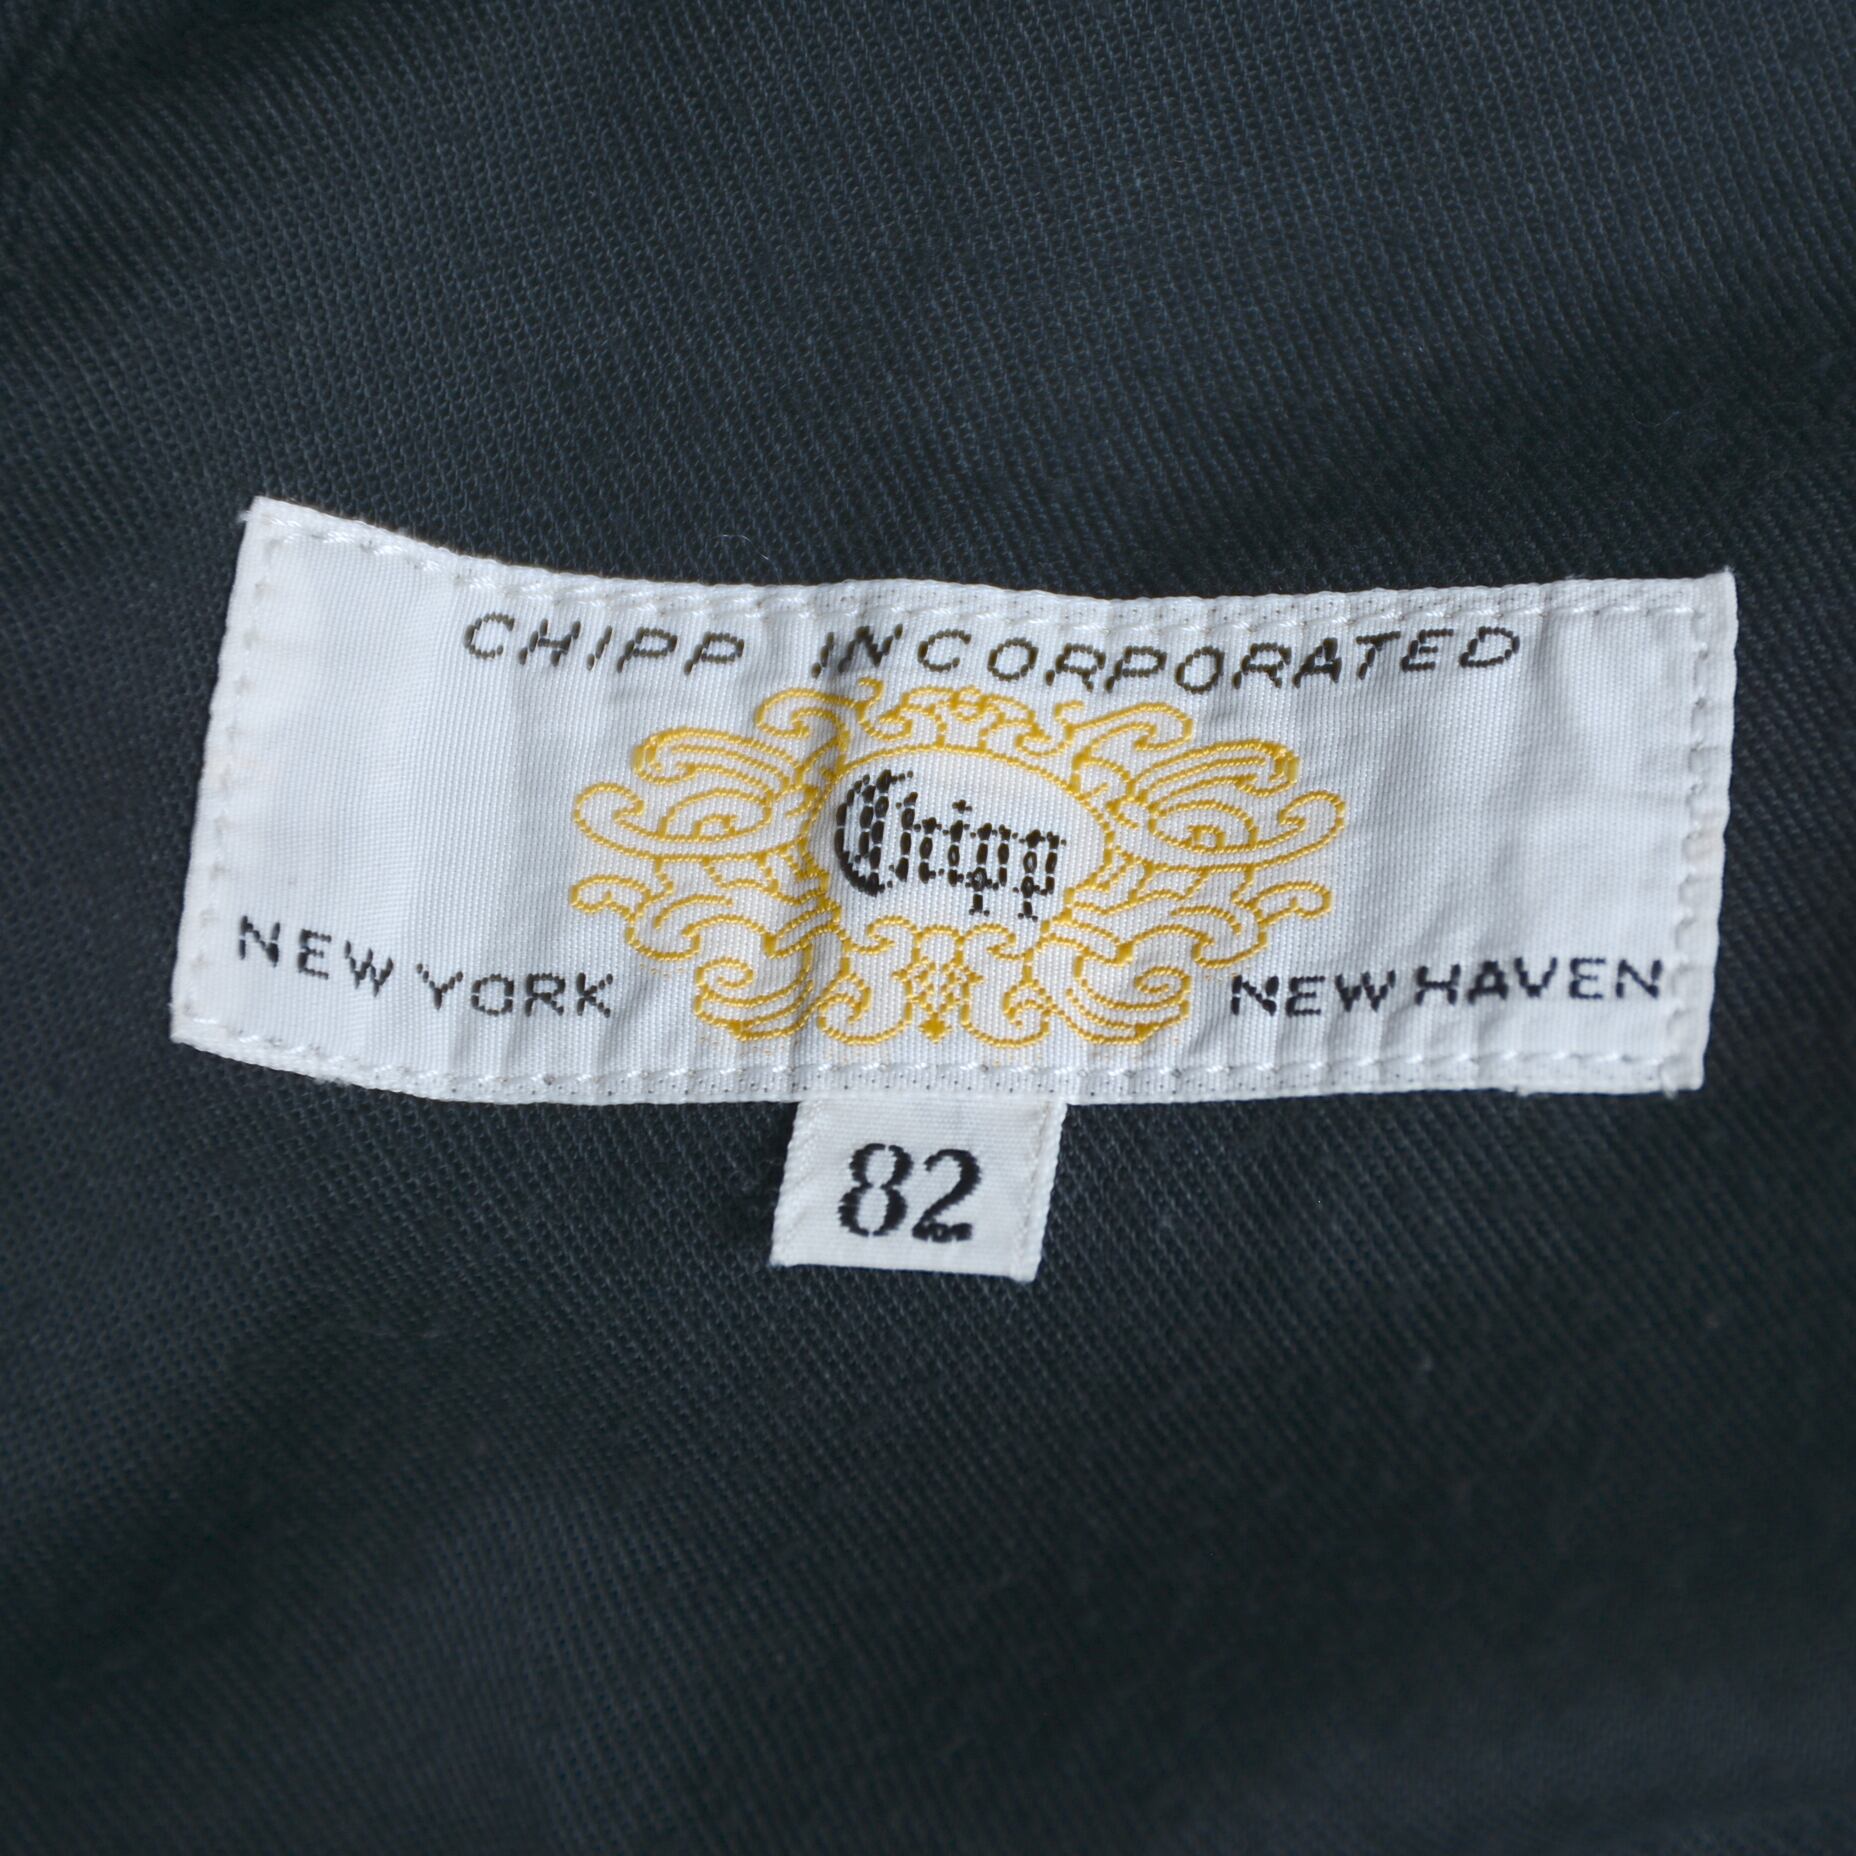 CHIPP INCORPORATED
Chipp
NEW YORK
NEW HAVEN
82